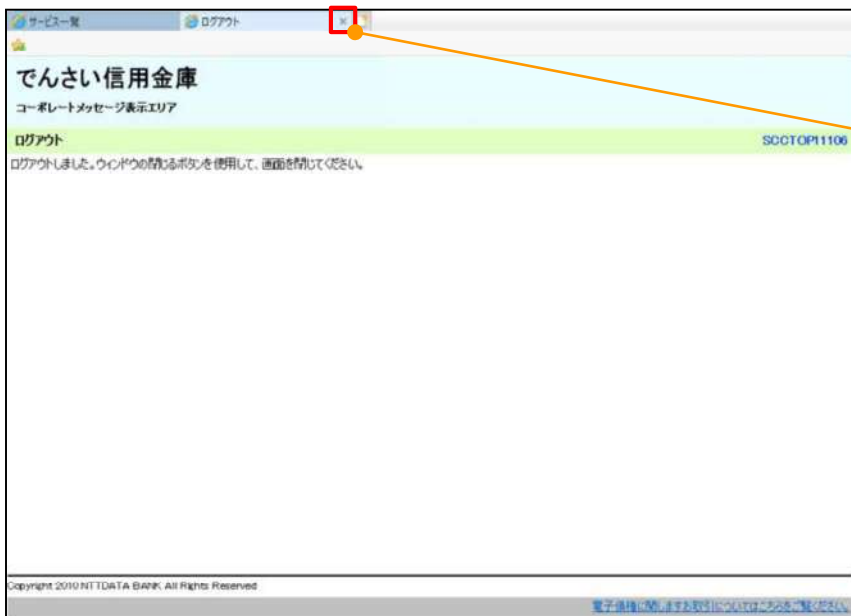 サービス一覧 ログアウト
でんさい信用金庫
コーポレートメッセージ表示エリア
ログアウト SCCTOP11106
ログアウトしました。ウィンドウの閉じるボタンを使用して、画面を閉じてください。
Copyright 2010 NTTDATA BANK. All Rights Reserved
電子債権に関しますお取引についてはこちらをご覧ください。